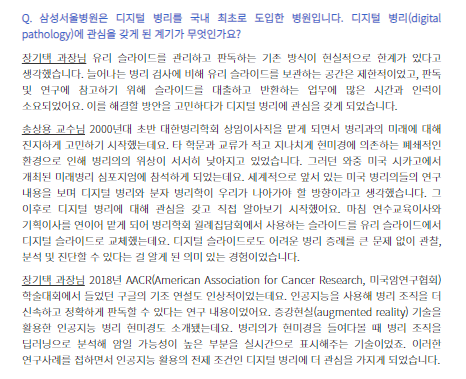 Q. 삼성서울병원은 디지털 병리를 국내 최초로 도입한 병원입니다. 디지털 병리(digital
pathology)에 관심을 갖게 된 계기가 무엇인가요?
장기택 과장님 유리 슬라이드를 관리하고 판독하는 기존 방식이 현실적으로 한계가 있다고
생각했습니다. 늘어나는 병리 검사에 비해 유리 슬라이드를 보관하는 공간은 제한적이었고, 판독
및 연구에 참고하기 위해 슬라이드를 대출하고 반환하는 업무에 많은 시간과 인력이
소요되었어요. 이를 해결할 방안을 고민하다가 디지털 병리에 관심을 갖게 되었습니다.
송상용 교수님 2000년대 초반 대한병리학회 상임이사직을 맡게 되면서 병리과의 미래에 대해
진지하게 고민하기 시작했는데요. 타 학문과 교류가 적고 지나치게 현미경에 의존하는 폐쇄적인
환경으로 인해 병리의의 위상이 서서히 낮아지고 있었습니다. 그러던 와중 미국 시카고에서
개최된 미래병리 심포지엄에 참석하게 되었는데요. 세계적으로 앞서 있는 미국 병리의들의 연구
내용을 보며 디지털 병리와 분자 병리학이 우리가 나아가야 할 방향이라고 생각했습니다. 그
이후로 디지털 병리에 대해 관심을 갖고 직접 알아보기 시작했어요. 마침 연수교육이사와
기획이사를 연이어 맡게 되어 병리학회 월례집담회에서 사용하는 슬라이드를 유리 슬라이드에서
디지털 슬라이드로 교체했는데요. 디지털 슬라이드로도 어려운 병리 증례를 큰 문제 없이 관찰,
분석 및 진단할 수 있다는 걸 알게 된 의미 있는 경험이었습니다.
장기택 과장님 2018년 AACR(American Association for Cancer Research, 미국암연구협회)
학술대회에서 들었던 구글의 기조 연설도 인상적이었는데요. 인공지능을 사용해 병리 조직을 더
신속하고 정확하게 판독할 수 있다는 연구 내용이었어요. 증강현실(augmented reality) 기술을
활용한 인공지능 병리 현미경도 소개됐는데요. 병리의가 현미경을 들여다볼 때 병리 조직을
딥러닝으로 분석해 암일 가능성이 높은 부분을 실시간으로 표시해주는 기술이었죠. 이러한
연구사례를 접하면서 인공지능 활용의 전제 조건인 디지털 병리에 더 관심을 가지게 되었습니다.